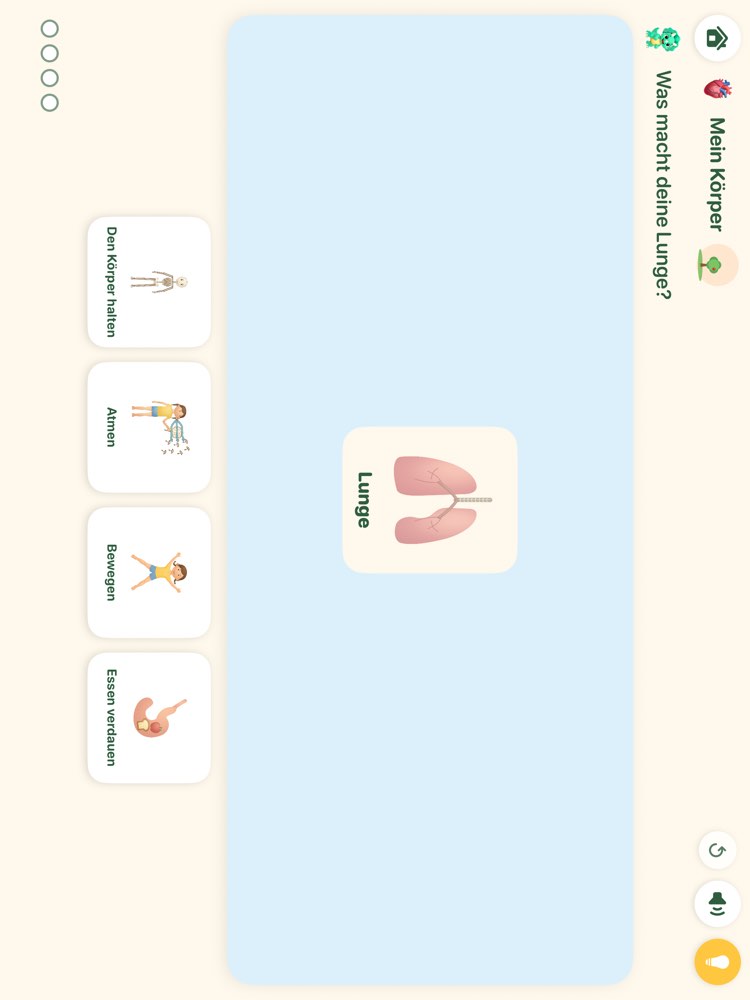 Mein Körper
Was macht deine Lunge?
Lunge
Den Körper halten
Atmen
Bewegen
Essen verdauen